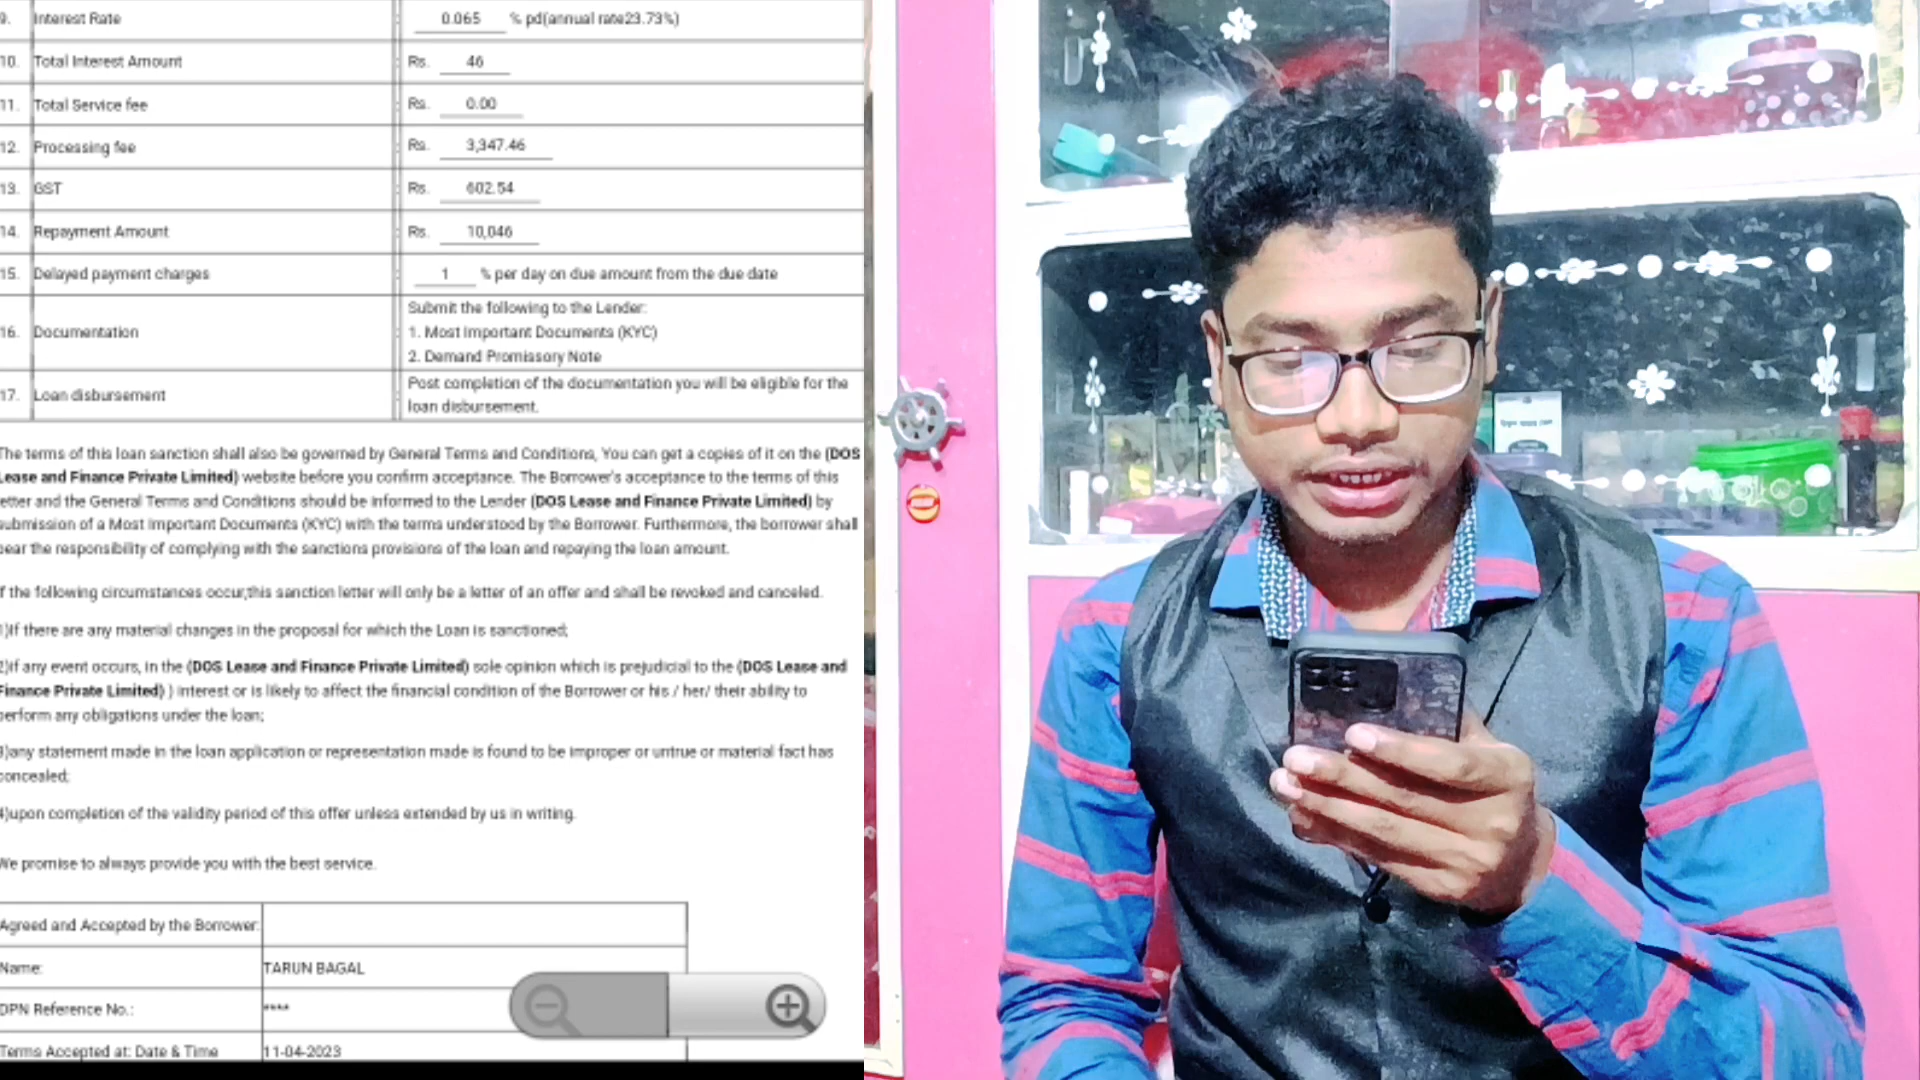 9. Interest Rate : 0.065 % pd(annual rate23.73%)
10. Total Interest Amount : Rs. 46
11. Total Service fee : Rs. 0.00
12. Processing fee : Rs. 3,347.46
13. GST : Rs. 602.54
14. Repayment Amount : Rs. 10,046
15. Delayed payment charges : 1 % per day on due amount from the due date
16. Documentation : Submit the following to the Lender:
1. Most Important Documents (KYC)
2. Demand Promissory Note
17. Loan disbursement : Post completion of the documentation you will be eligible for the
loan disbursement.
The terms of this loan sanction shall also be governed by General Terms and Conditions, You can get a copies of it on the (DOS
Lease and Finance Private Limited) website before you confirm acceptance. The Borrower's acceptance to the terms of this
etter and the General Terms and Conditions should be informed to the Lender (DOS Lease and Finance Private Limited) by
submission of a Most Important Documents (KYC) with the terms understood by the Borrower. Furthermore, the borrower shall
bear the responsibility of complying with the sanctions provisions of the loan and repaying the loan amount.
f the following circumstances occur,this sanction letter will only be a letter of an offer and shall be revoked and canceled.
1)If there are any material changes in the proposal for which the Loan is sanctioned;
2)If any event occurs, in the (DOS Lease and Finance Private Limited) sole opinion which is prejudicial to the (DOS Lease and
Finance Private Limited) ) interest or is likely to affect the financial condition of the Borrower or his / her/ their ability to
perform any obligations under the loan;
3)any statement made in the loan application or representation made is found to be improper or untrue or material fact has
concealed;
4)upon completion of the validity period of this offer unless extended by us in writing.
We promise to always provide you with the best service.
Agreed and Accepted by the Borrower:
Name: TARUN BAGAL
DPN Reference No.: ****
Terms Accepted at: Date & Time 11-04-2023